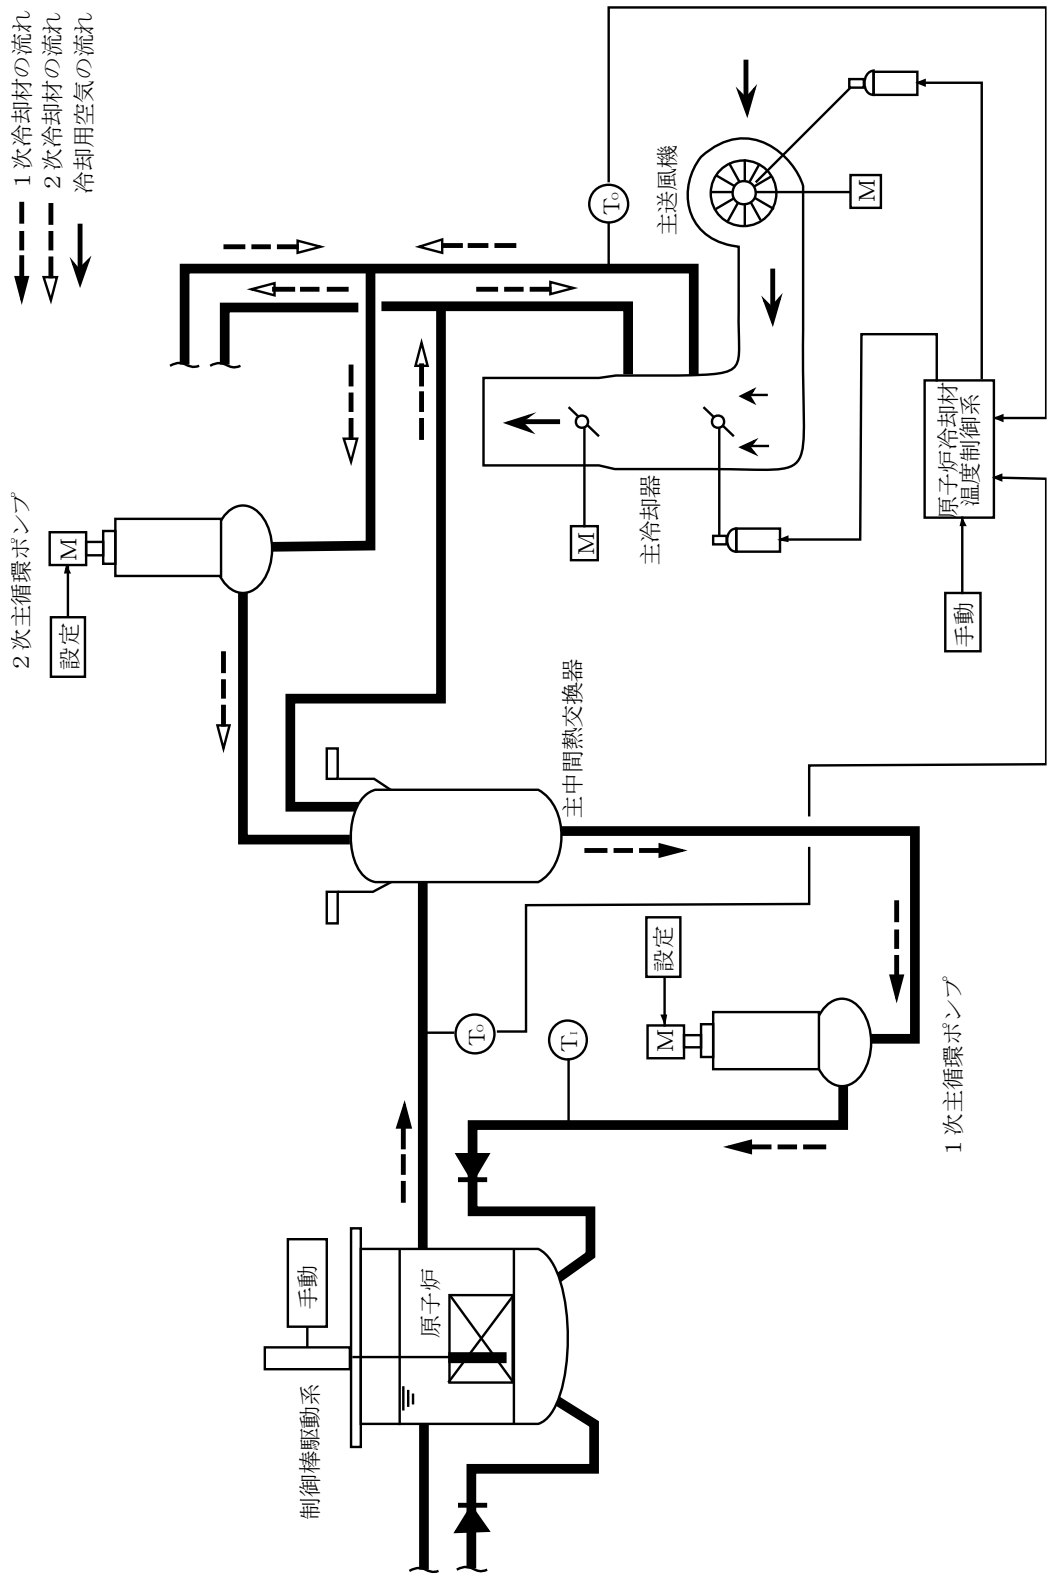 1次冷却材の流れ
2次冷却材の流れ
冷却用空気の流れ
制御棒駆動系
手動
原子炉
To
TI
1次主循環ポンプ
M
設定
主中間熱交換器
2次主循環ポンプ
M
設定
主冷却器
M
主送風機
M
To
原子炉冷却材
温度制御系
手動